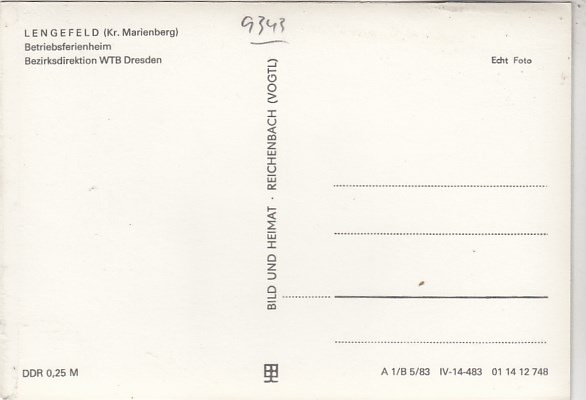 9343
LENGEFELD (Kr. Marienberg)
Betriebsferienheim
Bezirksdirektion WTB Dresden
Echt Foto
BILD UND HEIMAT · REICHENBACH (VOGTL)
DDR 0,25 M
A 1/B 5/83 IV-14-483 01 14 12 748